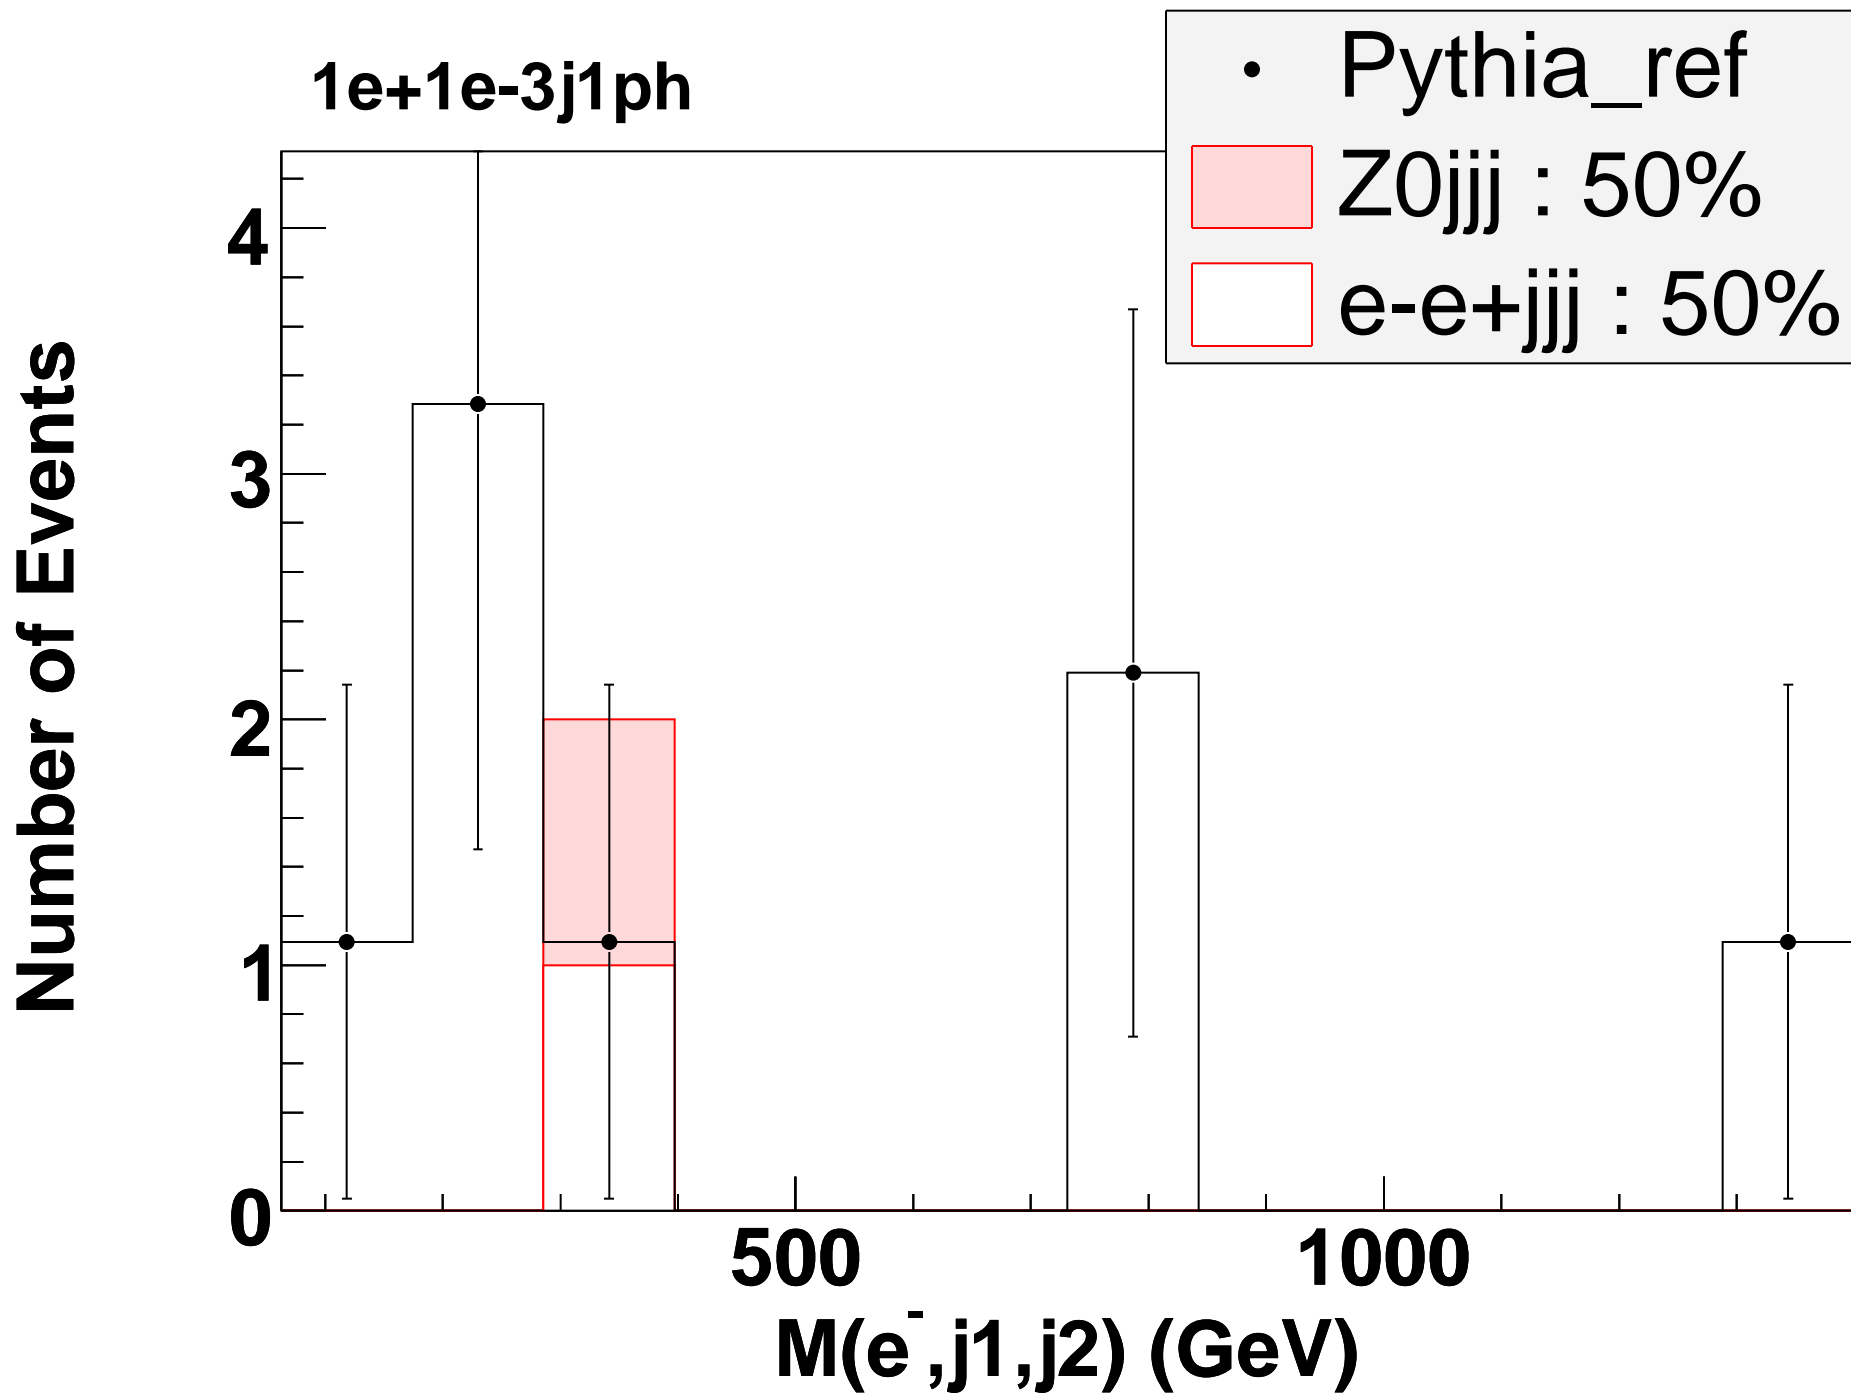 1e+1e-3j1ph
Pythia_ref
Z0jjj : 50%
e-e+jjj : 50%
Number of Events
4
3
2
1
0
500 1000
M(e-,j1,j2) (GeV)